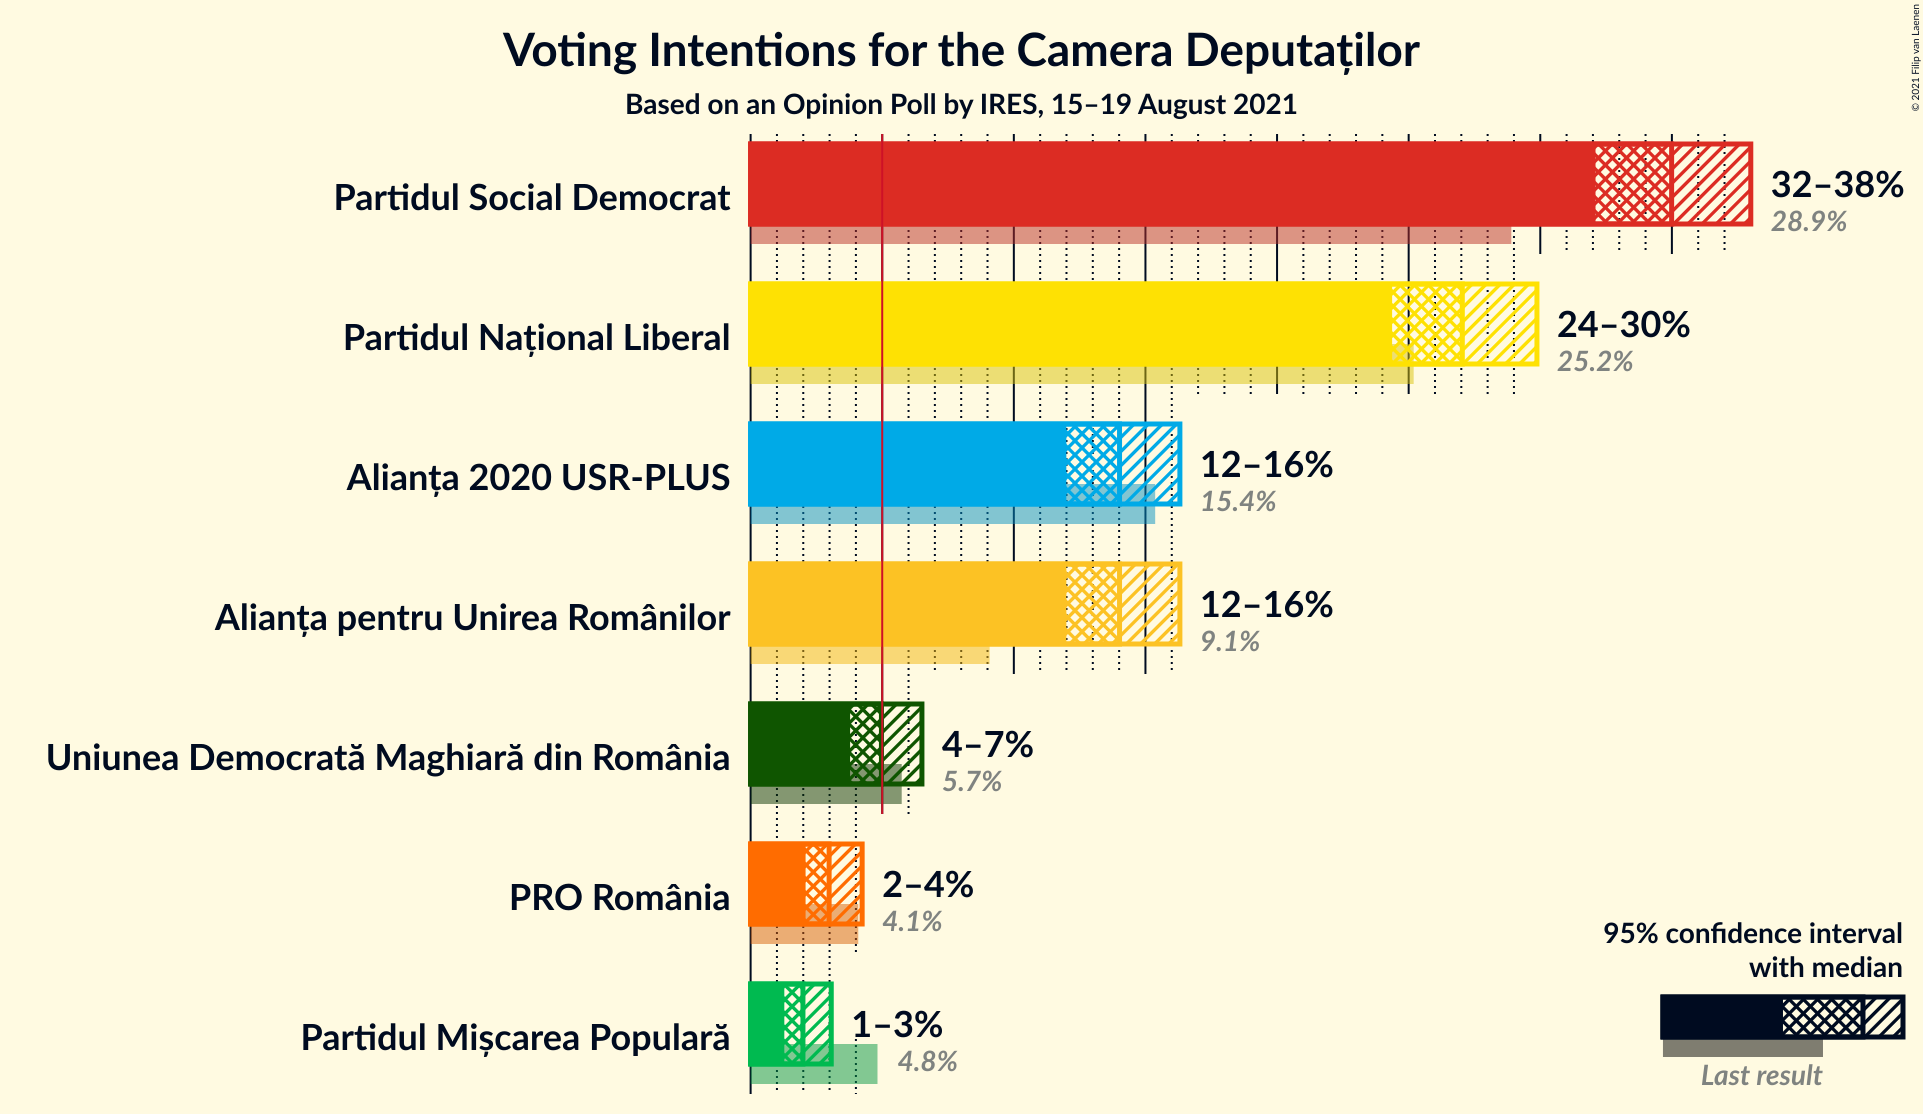 Voting Intentions for the Camera Deputaților
Based on an Opinion Poll by IRES, 15–19 August 2021
© 2021 Filip van Laenen
Partidul Social Democrat
32–38%
28.9%
Partidul Național Liberal
24–30%
25.2%
Alianța 2020 USR-PLUS
12–16%
15.4%
Alianța pentru Unirea Românilor
12–16%
9.1%
Uniunea Democrată Maghiară din România
4–7%
5.7%
PRO România
2–4%
4.1%
Partidul Mișcarea Populară
1–3%
4.8%
95% confidence interval
with median
Last result